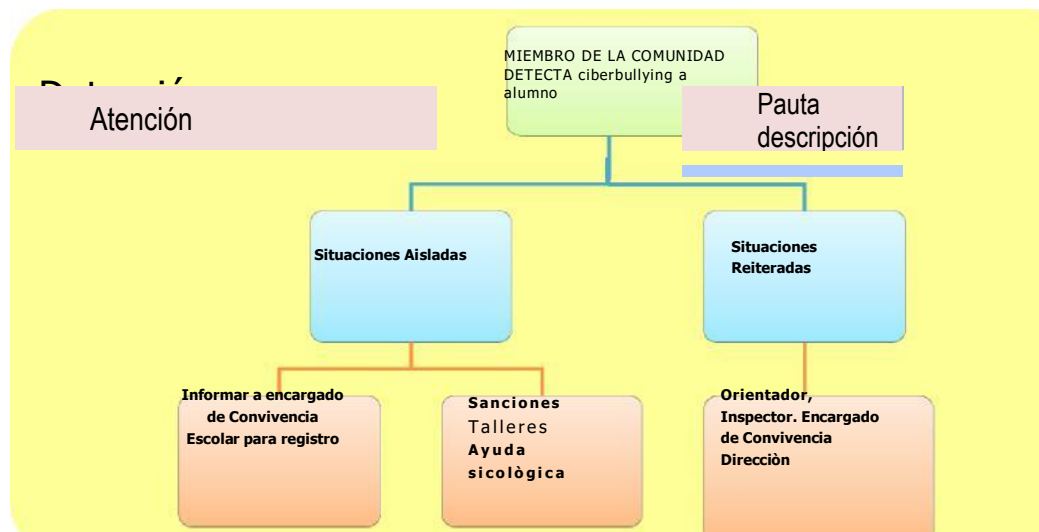 MIEMBRO DE LA COMUNIDAD
DETECTA ciberbullying a
alumno
Atención
Pauta
descripción
Situaciones Aisladas
Situaciones
Reiteradas
Informar a encargado
de Convivencia
Escolar para registro
Sanciones
Talleres
Ayuda
sicològica
Orientador,
Inspector. Encargado
de Convivencia
Direcciòn